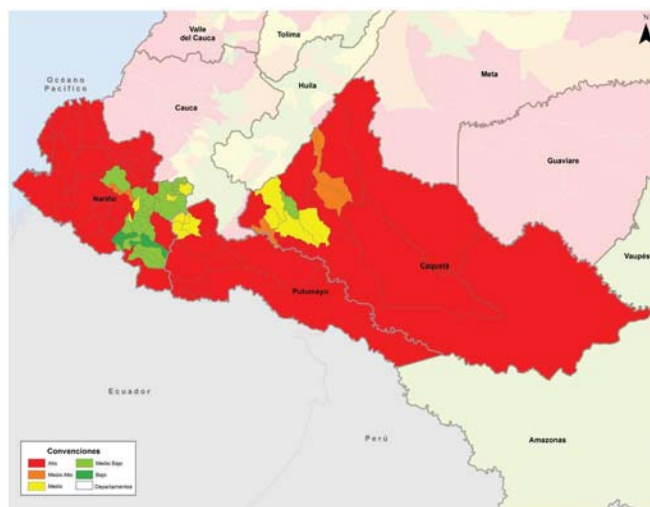 N
Valle
del Cauca
Tolima
Océano
Pacífico
Huila
Meta
Cauca
Guaviare
Nariño
Vaupés
Caquetá
Putumayo
Ecuador
Perú
Amazonas
Convenciones
Alto
Medio Bajo
Medio Alto
Bajo
Medio
Departamentos